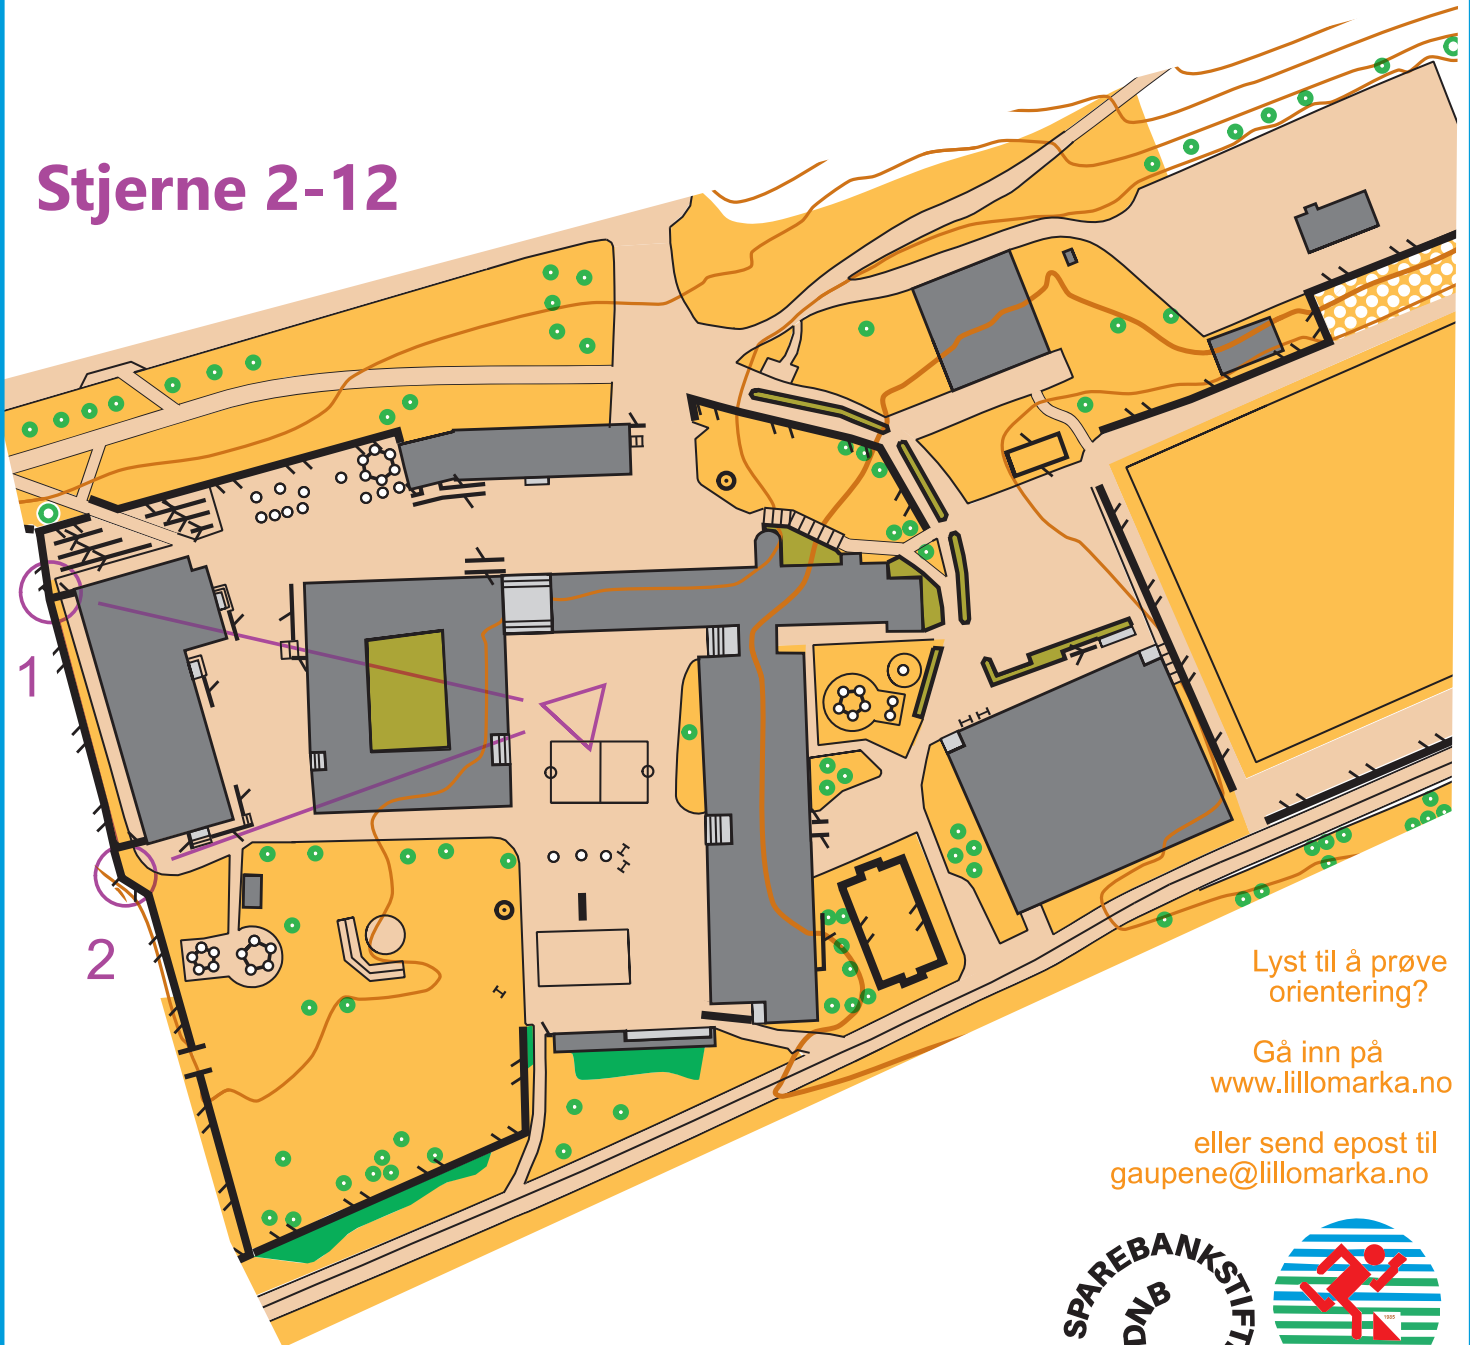 Stjerne 2-12
1
2
Lyst til å prøve
orientering?
Gå inn på
www.lillomarka.no
eller send epost til
gaupene@lillomarka.no
SPAREBANKSTIFT
DNB
1985